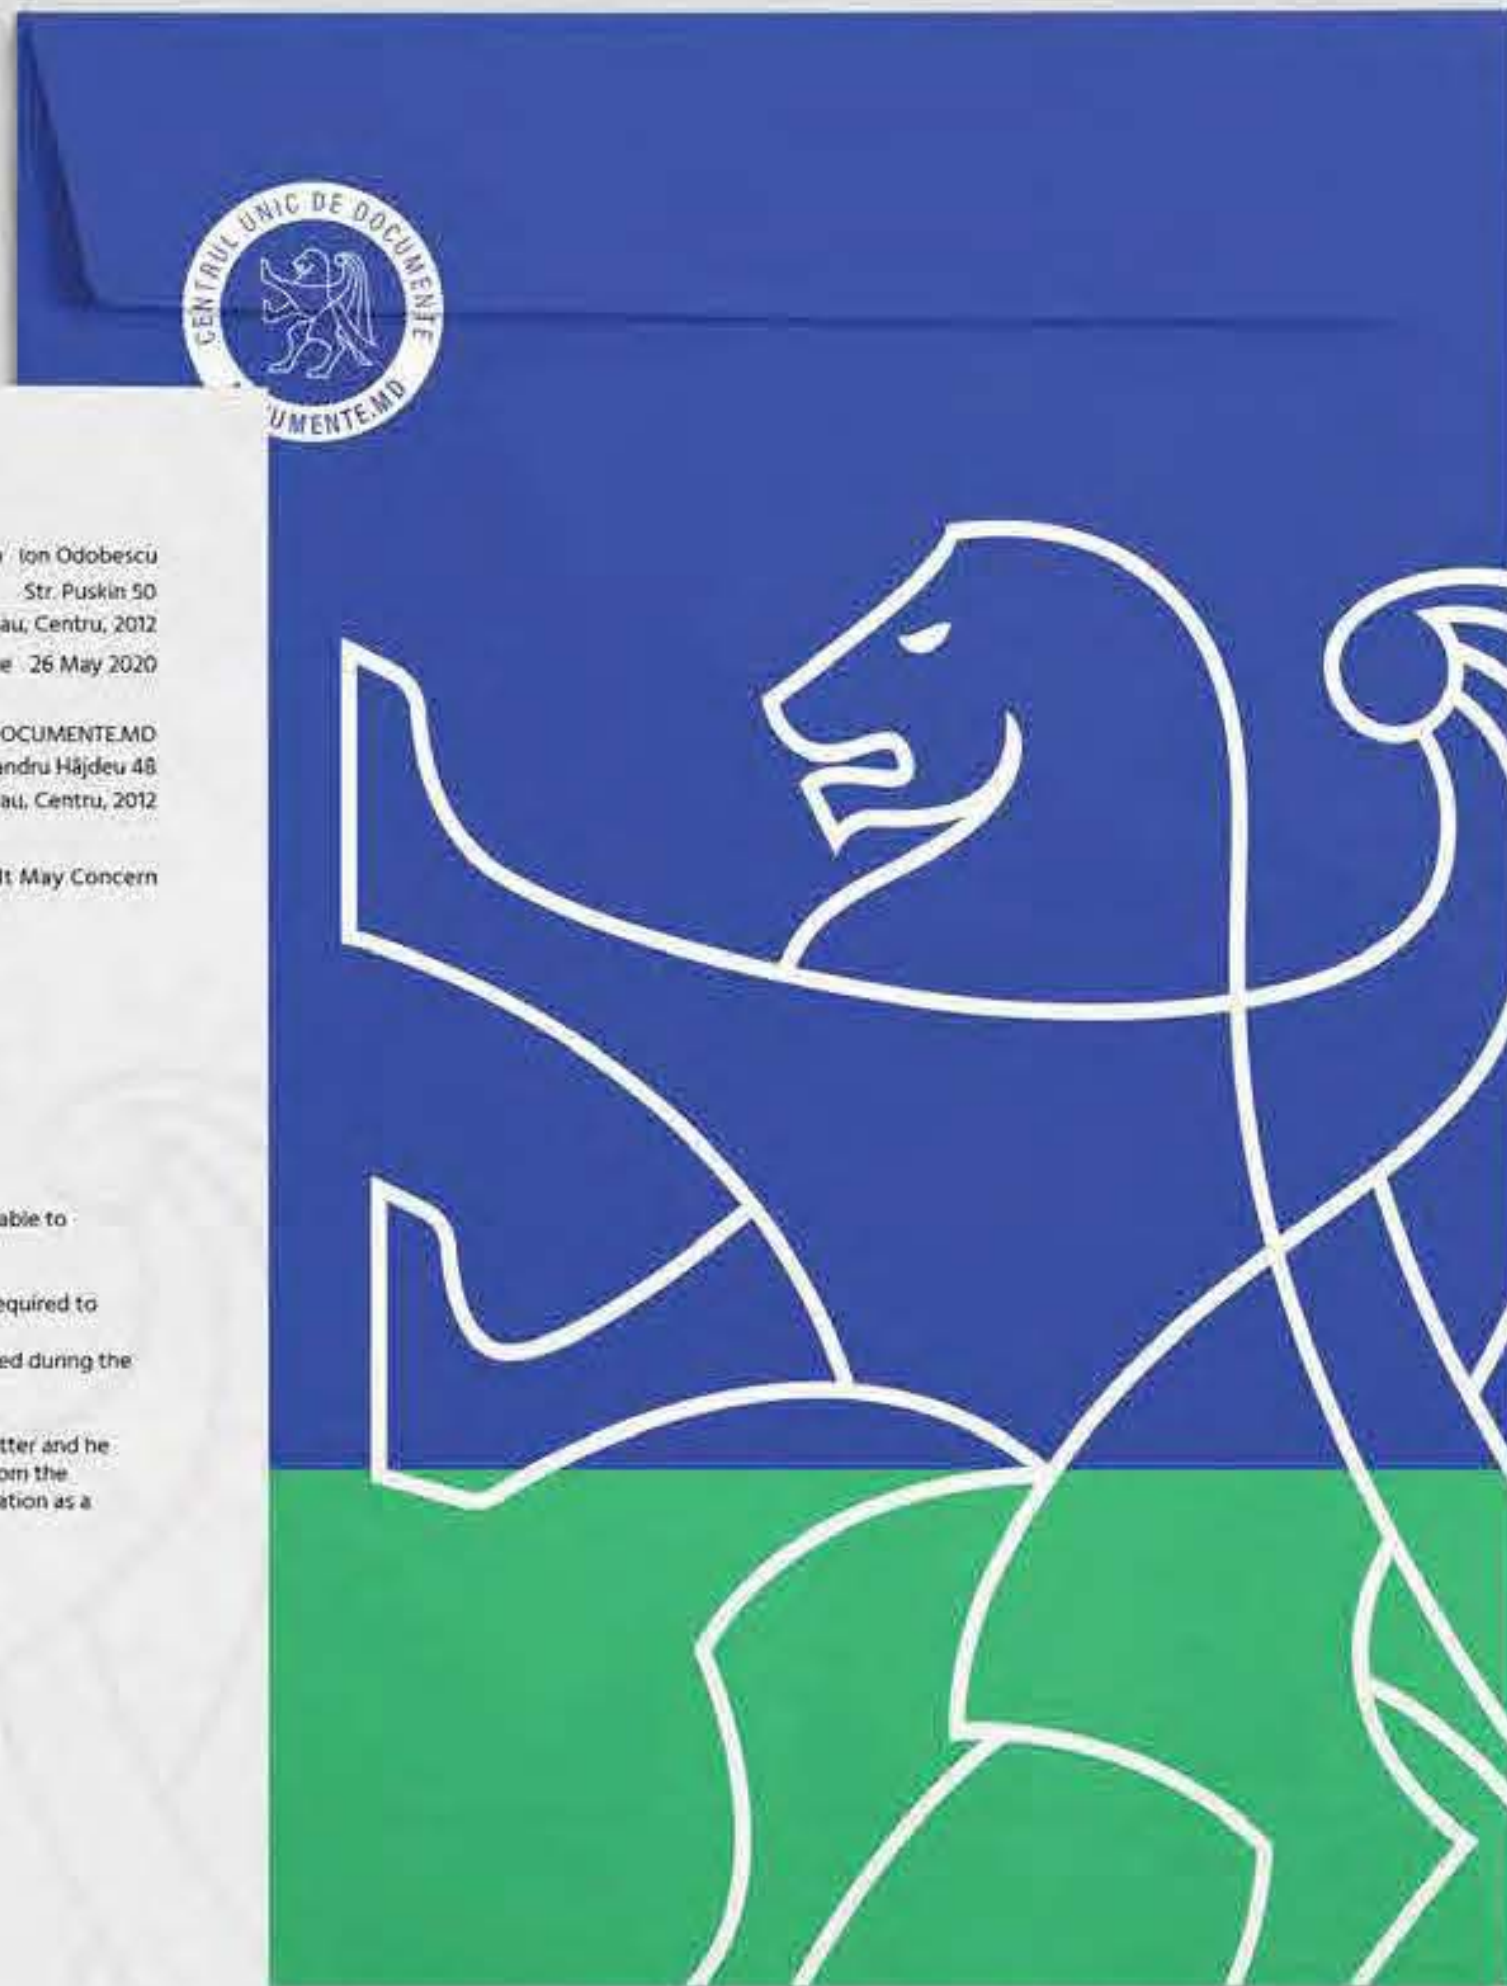 CENTRUL UNIC DE DOCUMENTE
UMENTE.MD
Ion Odobescu
Str. Puskin 50
au, Centru, 2012
e 26 May 2020
OCUMENTE.MD
andru Hâjdeu 48
au, Centru, 2012
It May Concern
able to
equired to
ed during the
tter and he
om the
ation as a